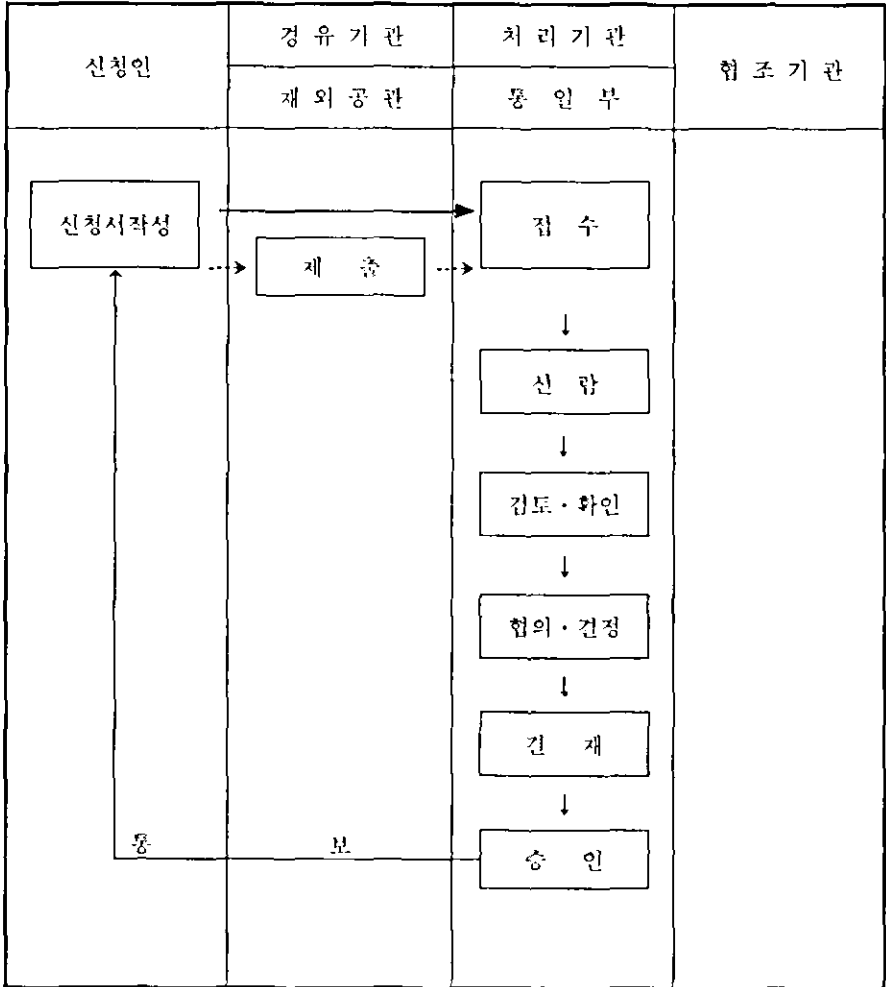 신청인
경유기관
처리기관
협조기관
재외공관
통일부
신청서작성
접 수
제 출
선 람
검토·확인
협의·결정
결 재
통 보
승 인